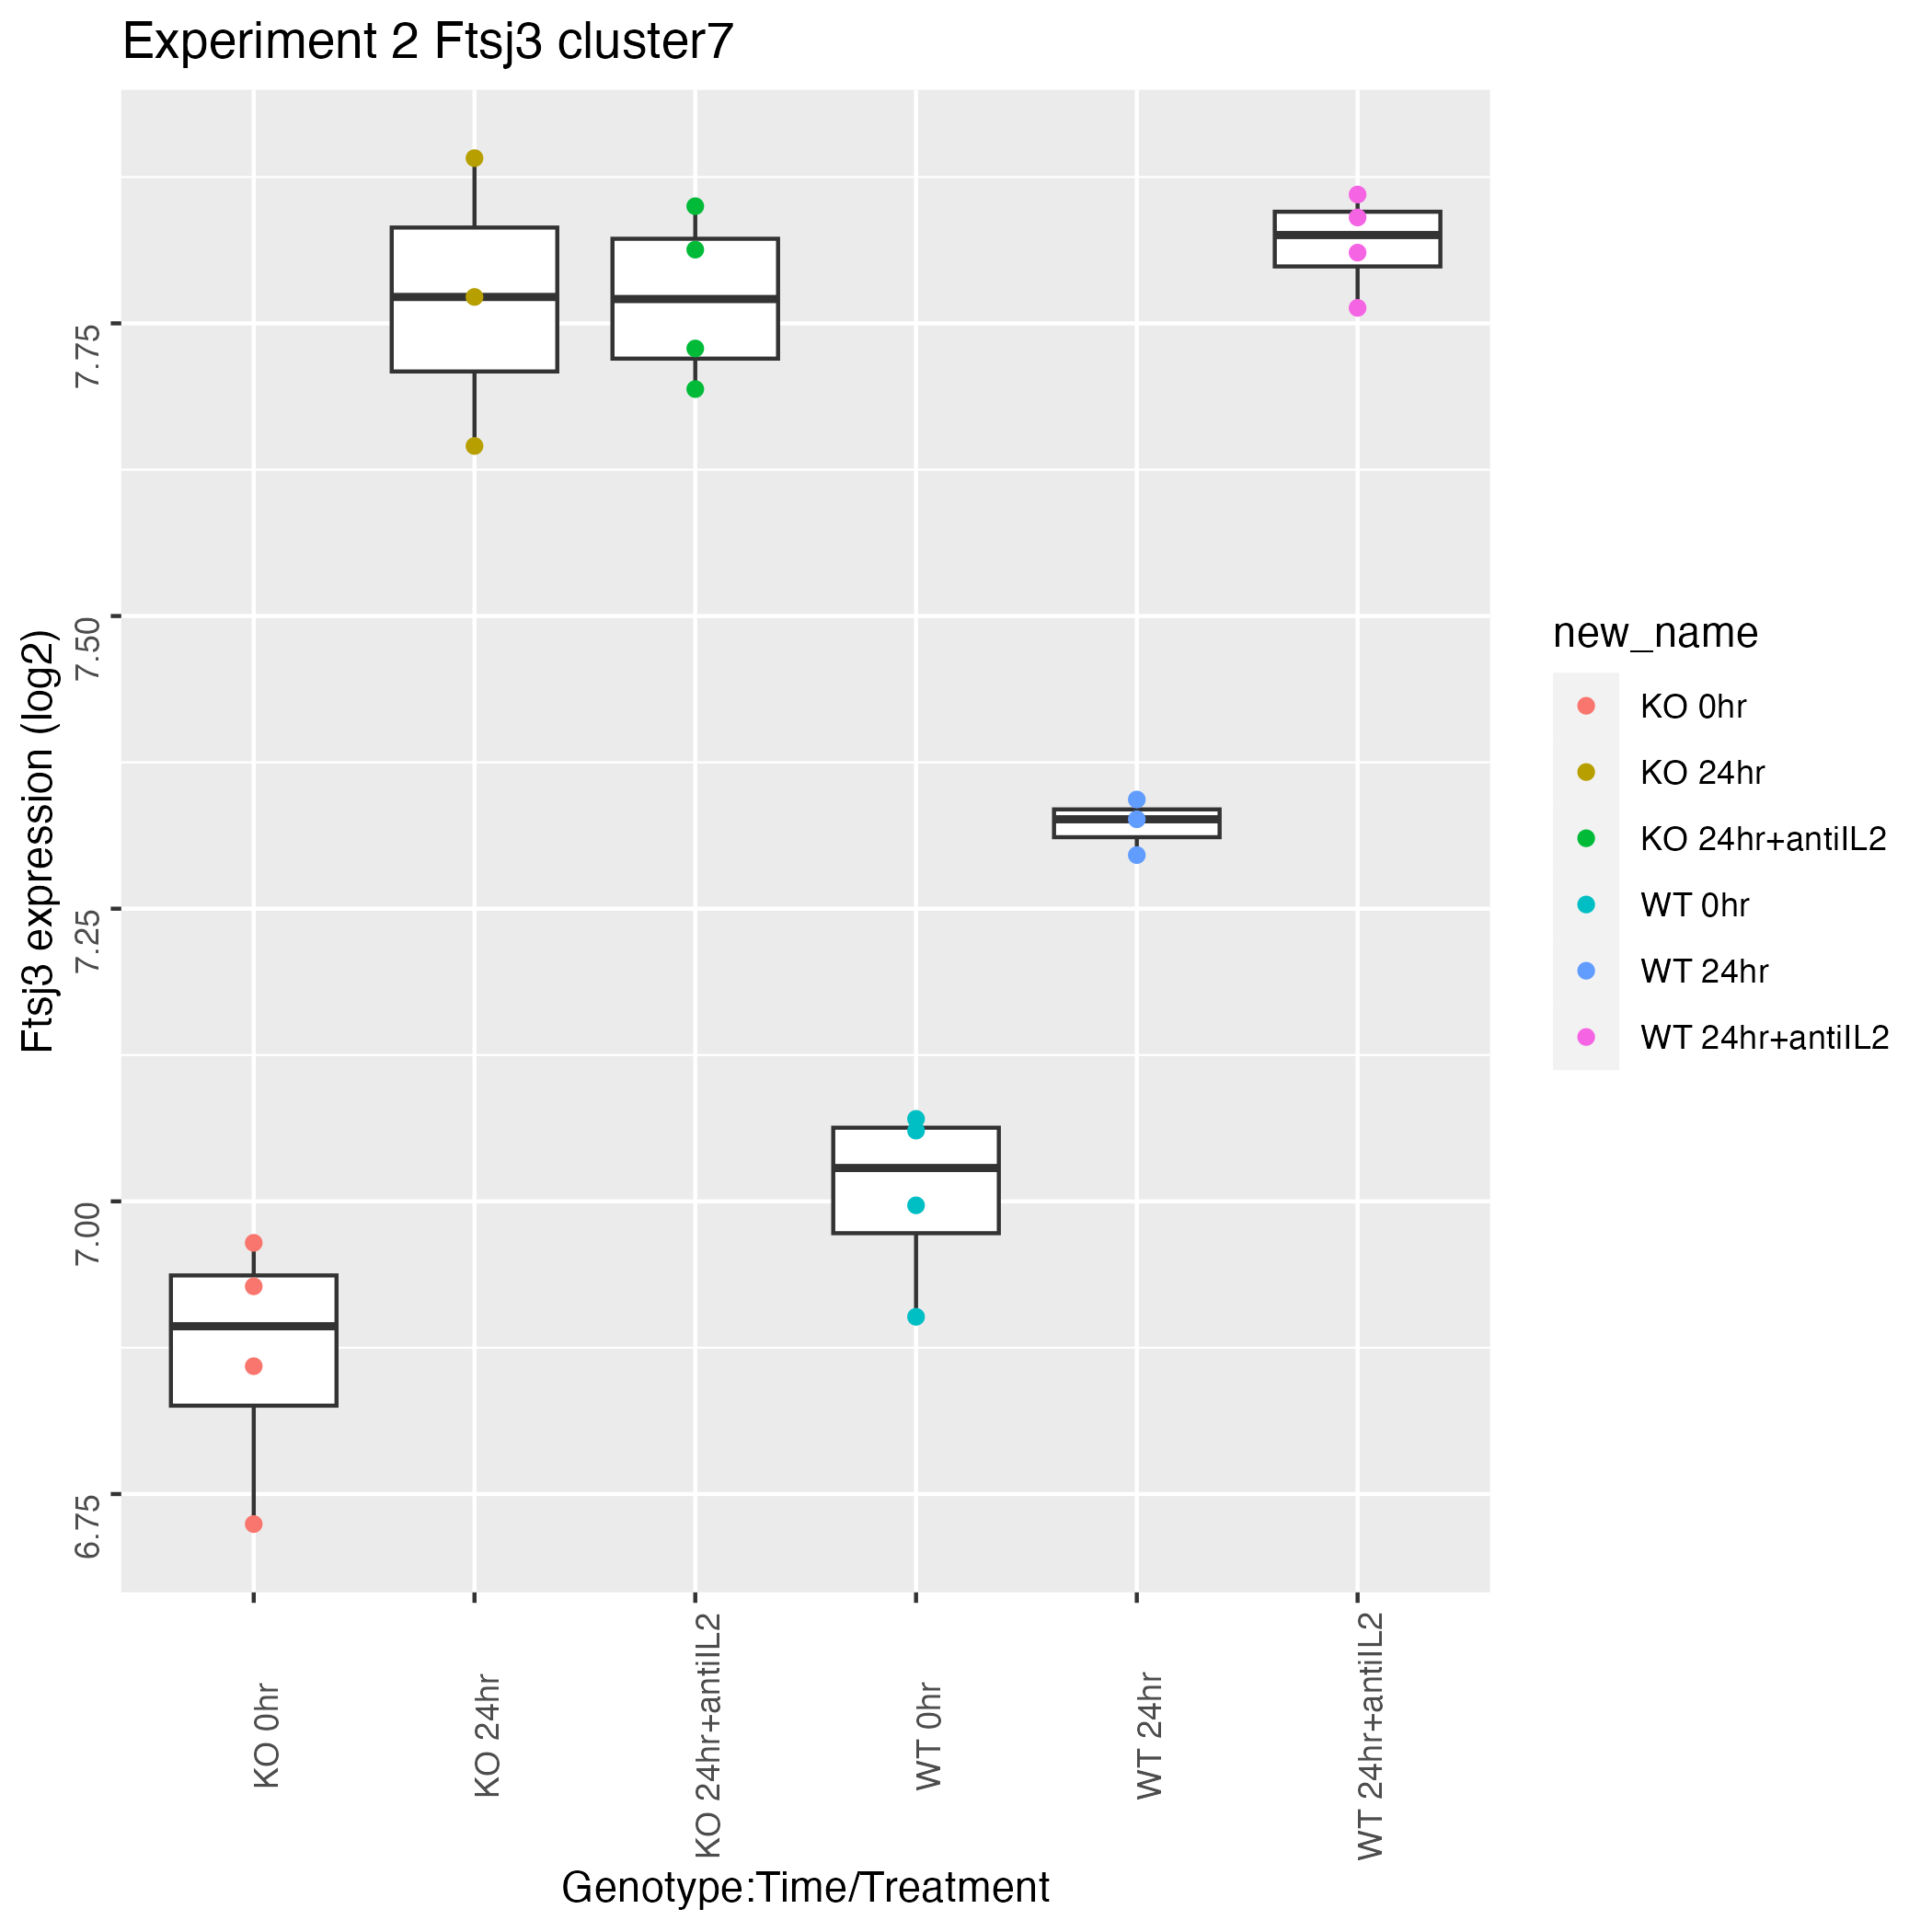 Experiment 2 Ftsj3 cluster7
Ftsj3 expression (log2)
7.75
7.50
7.25
7.00
6.75
KO 0hr
KO 24hr
KO 24hr+antiIL2
WT 0hr
WT 24hr
WT 24hr+antiIL2
Genotype:Time/Treatment
new_name
KO 0hr
KO 24hr
KO 24hr+antiIL2
WT 0hr
WT 24hr
WT 24hr+antiIL2